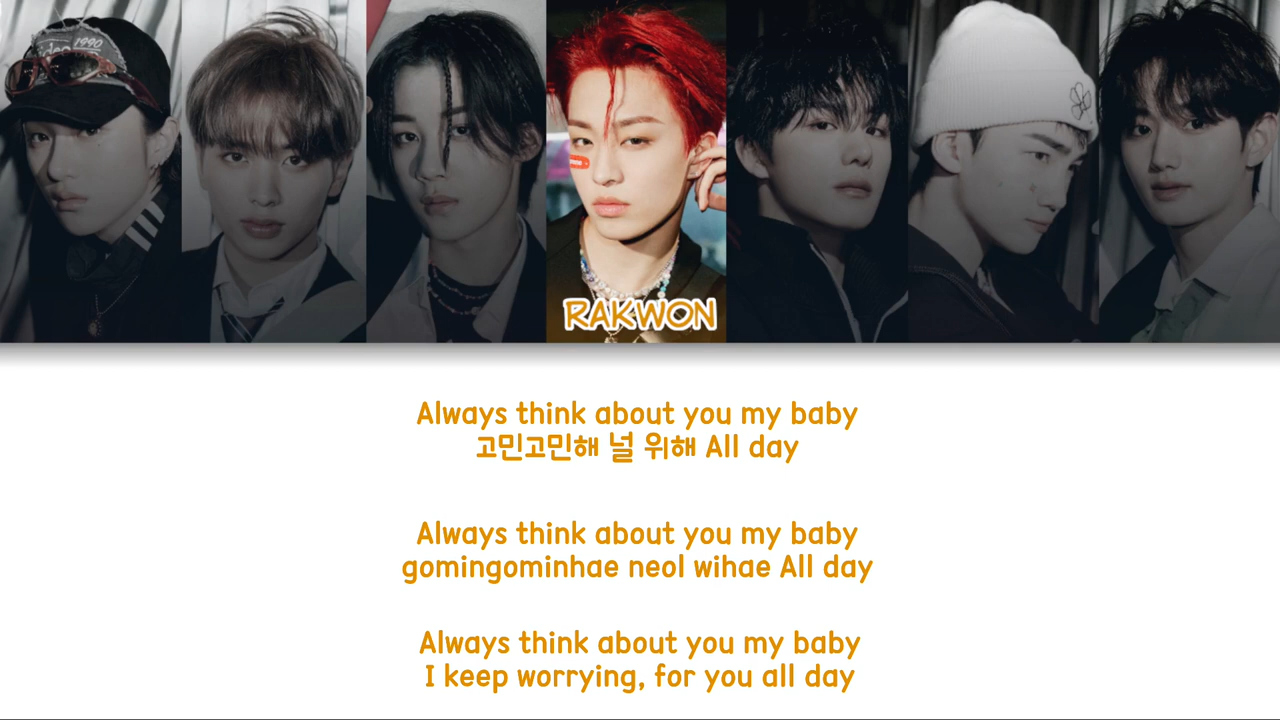 1990
RAKWON
Always think about you my baby
고민고민해 널 위해 All day
Always think about you my baby
gomingominhae neol wihae All day
Always think about you my baby
I keep worrying, for you all day